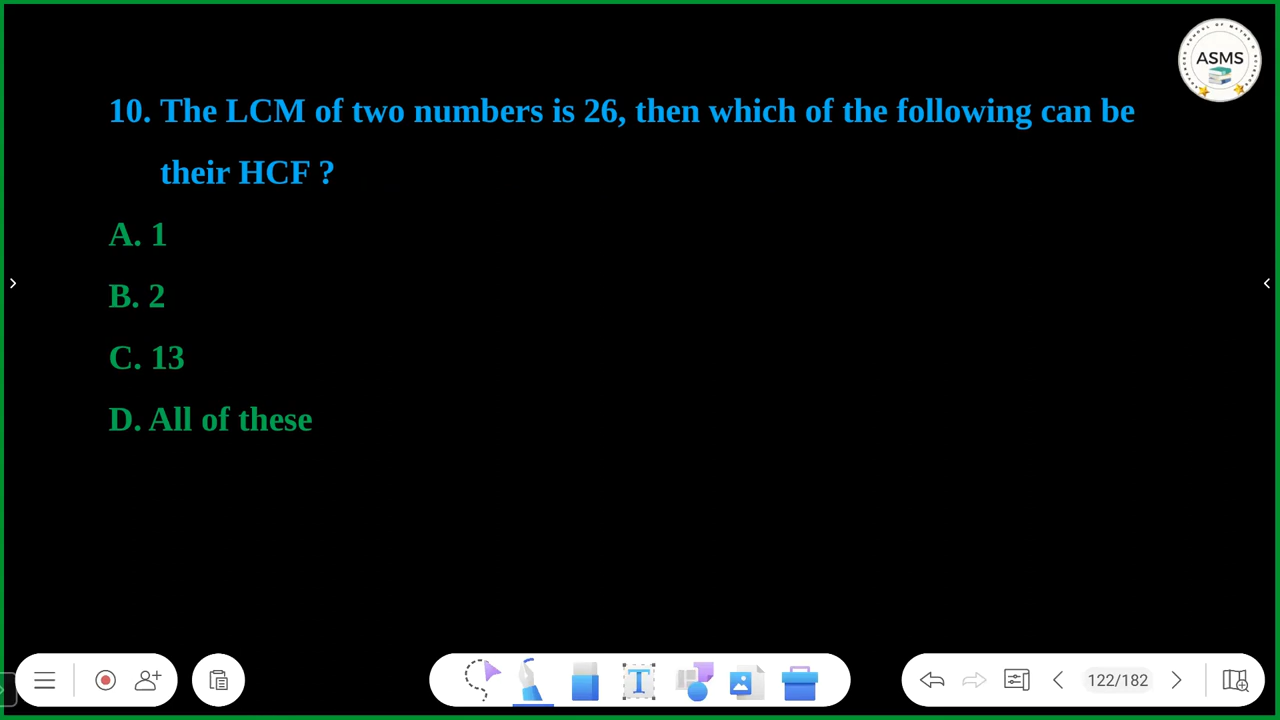 ASMS
10. The LCM of two numbers is 26, then which of the following can be
their HCF ?
A. 1
B. 2
C. 13
D. All of these
122/182